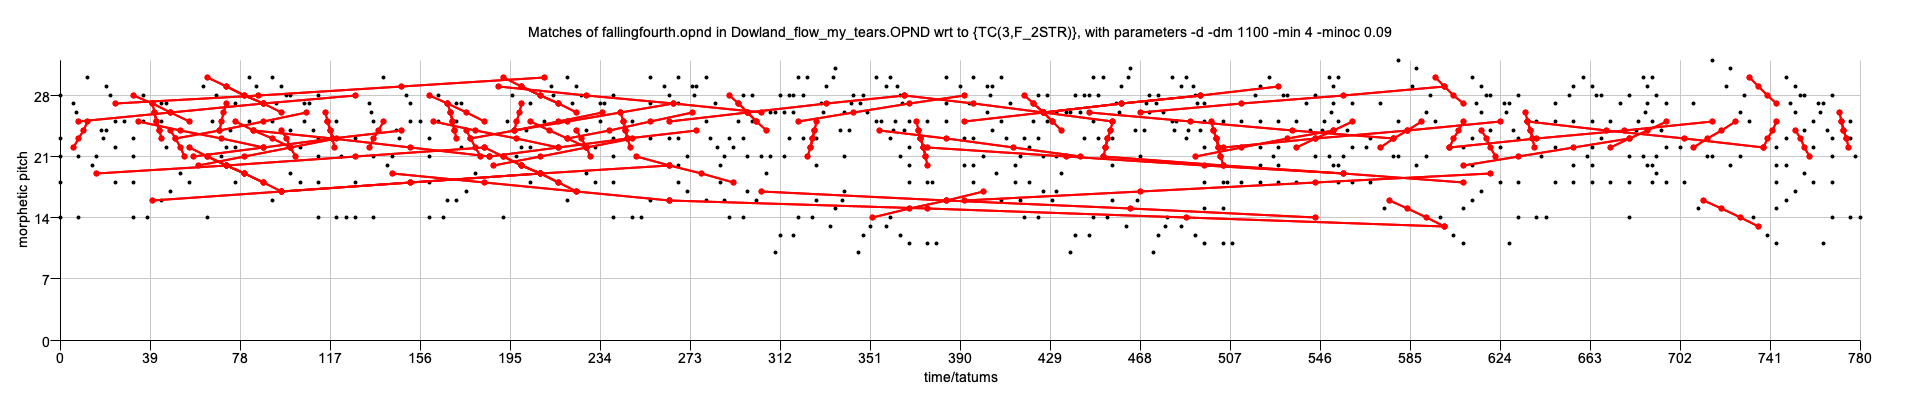 Matches of fallingfourth.opnd in Dowland_flow_my_tears.OPND wrt to {TC(3,F_2STR)}, with parameters -d -dm 1100 -min 4 -minoc 0.09
morphetic pitch
28
21
14
7
0
0 39 78 117 156 195 234 273 312 351 390 429 468 507 546 585 624 663 702 741 780
time/tatums